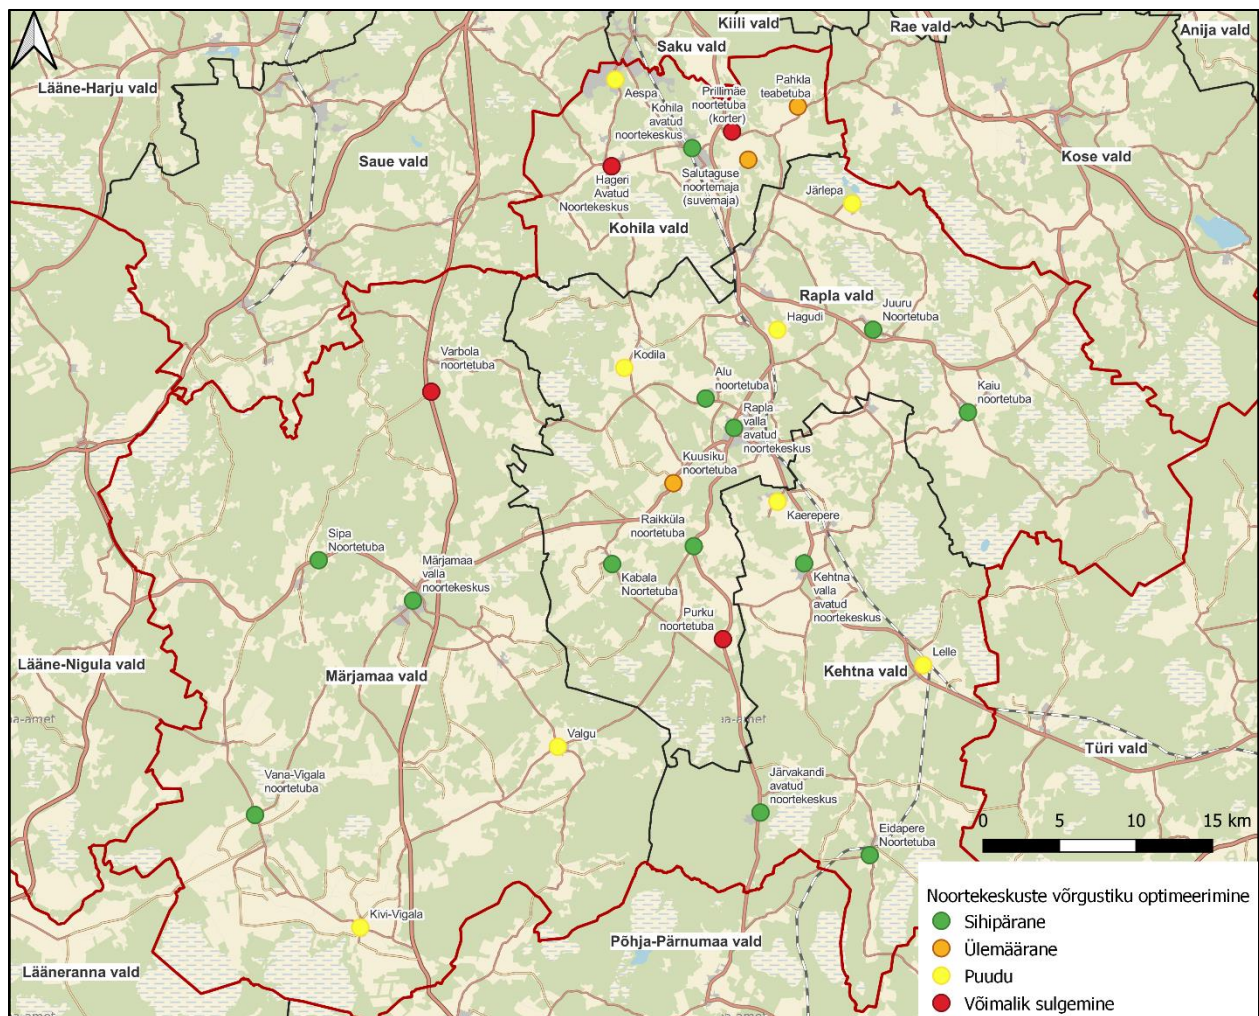 Kiili vald
Rae vald
Anija vald
Saku vald
Lääne-Harju vald
Aespa
Kohila
avatud
noortekeskus
Prillimäe
noortetuba
(korter)
Pahkla
teabetuba
Saue vald
Kose vald
Hageri
Avatud
Noortekeskus
Salutaguse
noortemaja
(suvemaja)
Järlepa
Kohila vald
Rapla vald
Juuru
Noortetuba
Hagudi
Varbola
noortetuba
Kodila
Alu
noortetuba
Kaiu
noortetuba
Rapla
valla
avatud
noortekeskus
Kuusiku
noortetuba
Kaerepere
Raikküla
noortetuba
Sipa
Noortetuba
Märjamaa
valla
noortekeskus
Kabala
Noortetuba
Kehtna
valla
avatud
noortekeskus
Purku
noortetuba
Lääne-Nigula vald
Märjamaa vald
Kehtna vald
Lelle
aa-amet
aa-amet
Valgu
Türi vald
Vana-Vigala
noortetuba
Järvakandi
avatud
noortekeskus
Eidapere
Noortetuba
0 5 10 15 km
Kivi-Vigala
Põhja-Pärnumaa vald
Lääneranna vald
Noortekeskuste võrgustiku optimeerimine
Sihipärane
Ülemäärane
Puudu
Võimalik sulgemine